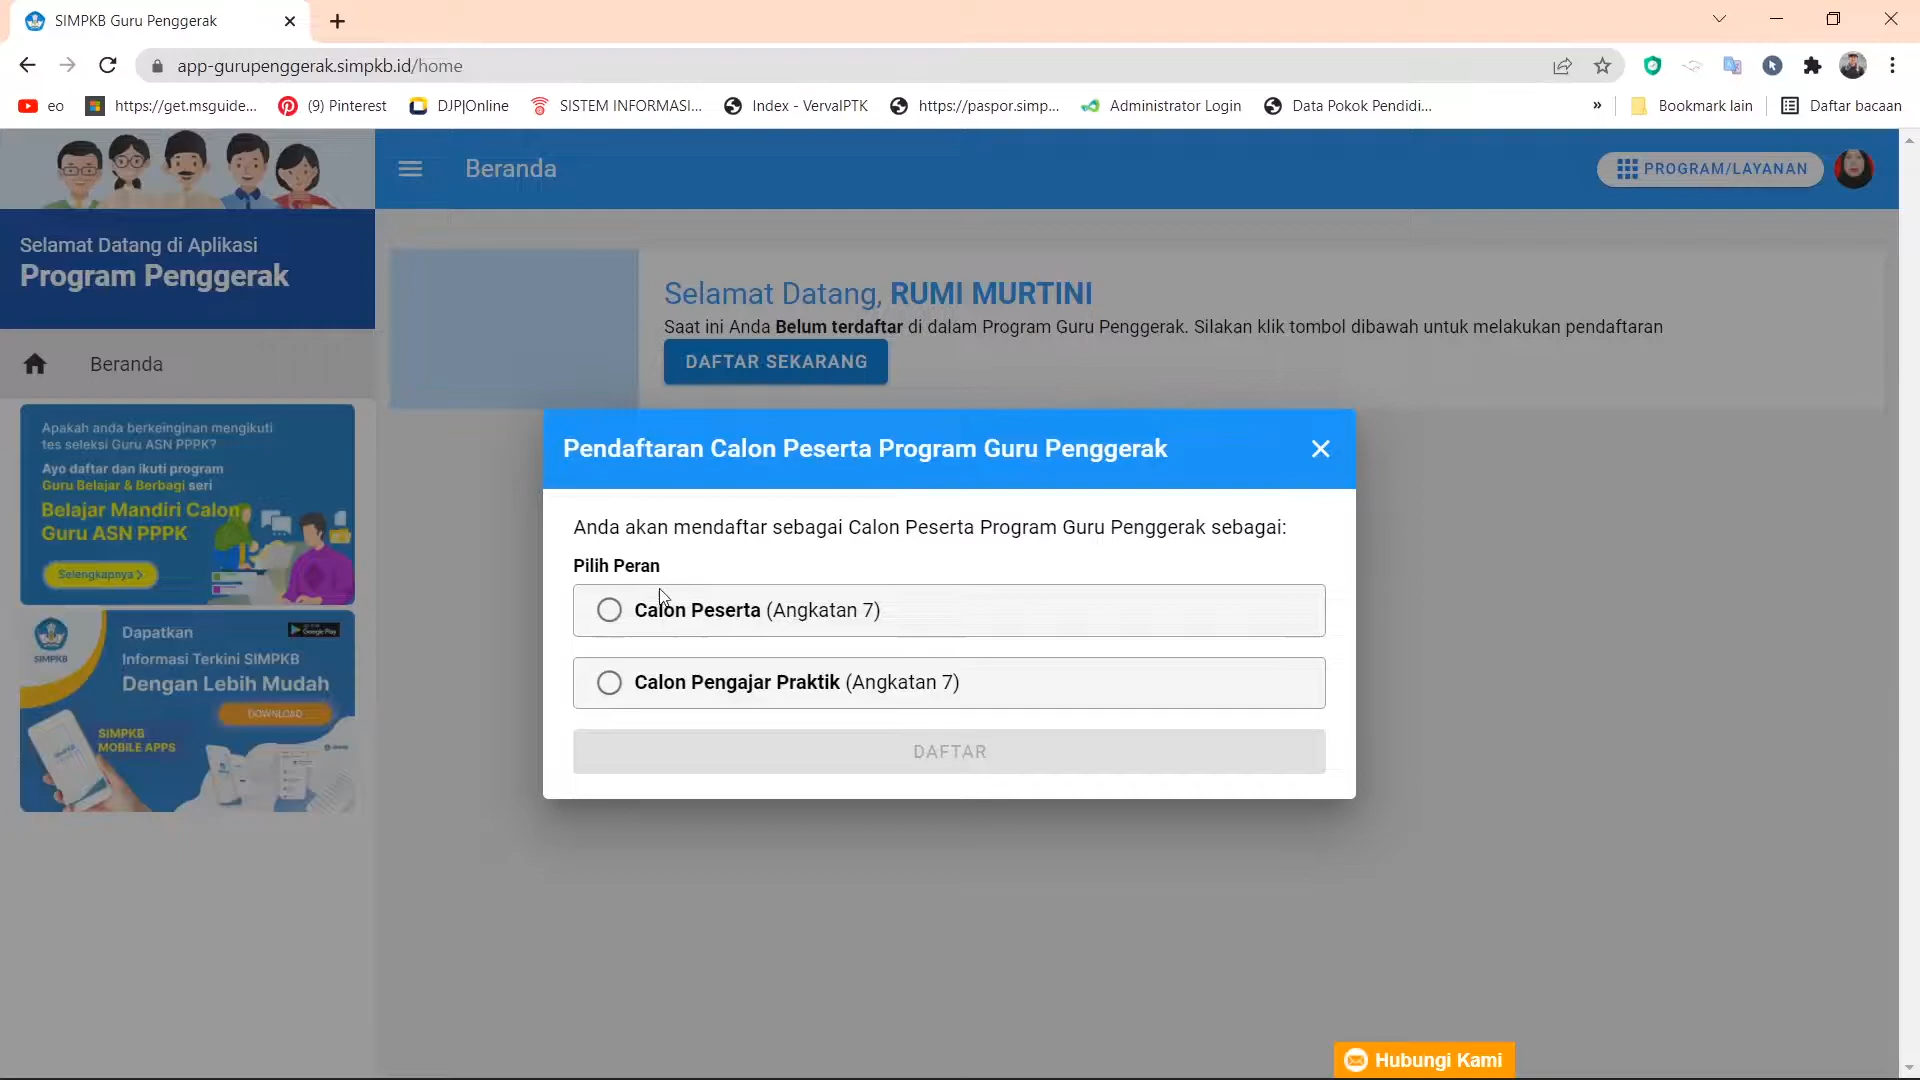 SIMPKB Guru Penggerak
app-gurupenggerak.simpkb.id/home
eo
https://get.msguide...
(9) Pinterest
DJP|Online
SISTEM INFORMASI...
Index - VervalPTK
https://paspor.simp...
Administrator Login
Data Pokok Pendidi...
»
Bookmark lain
Daftar bacaan
Beranda
PROGRAM/LAYANAN
Selamat Datang di Aplikasi
Program Penggerak
Beranda
Selamat Datang, RUMI MURTINI
Saat ini Anda Belum terdaftar di dalam Program Guru Penggerak. Silakan klik tombol dibawah untuk melakukan pendaftaran
DAFTAR SEKARANG
Apakah anda berkeinginan mengikuti
tes seleksi Guru ASN PPPK?
Ayo daftar dan ikuti program
Guru Belajar & Berbagi seri
Belajar Mandiri Calon
Guru ASN PPPK
Selengkapnya >
SIMPKB
Dapatkan
Google Play
Informasi Terkini SIMPKB
Dengan Lebih Mudah
DOWNLOAD
SIMPKB
MOBILE APPS
Pendaftaran Calon Peserta Program Guru Penggerak
Anda akan mendaftar sebagai Calon Peserta Program Guru Penggerak sebagai:
Pilih Peran
Calon Peserta (Angkatan 7)
Calon Pengajar Praktik (Angkatan 7)
DAFTAR
Hubungi Kami